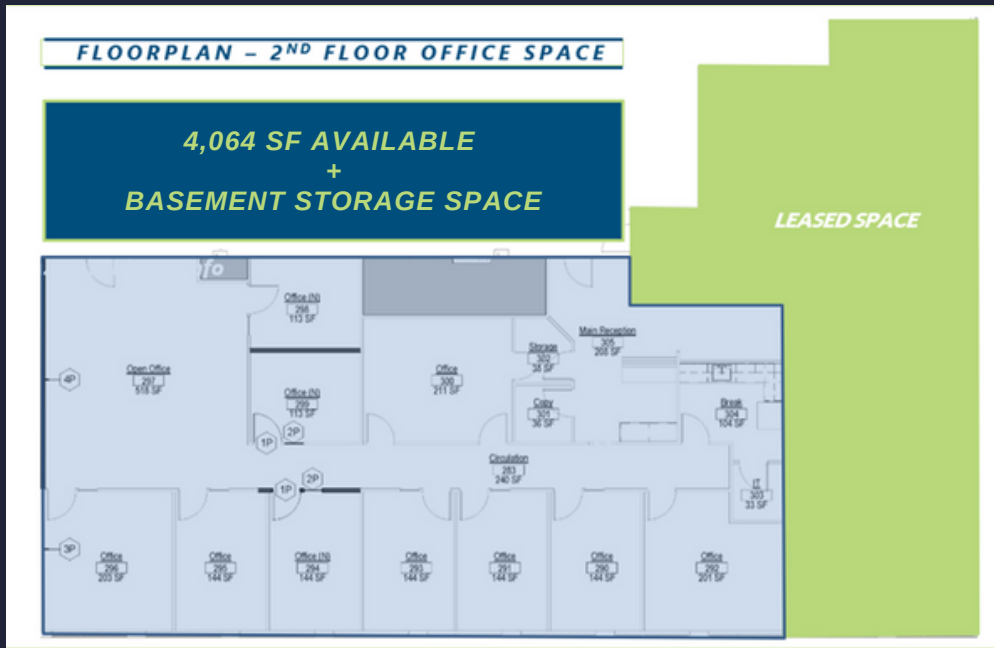 FLOORPLAN – 2ND FLOOR OFFICE SPACE
4,064 SF AVAILABLE
+
BASEMENT STORAGE SPACE
LEASED SPACE
Office (N)
298
113 SF
Main Reception
305
208 SF
Storage
302
38 SF
Open Office
297
518 SF
4P
Office
300
211 SF
Office (N)
299
113 SF
Copy
301
36 SF
Break
304
104 SF
1P
2P
Circulation
283
240 SF
1P
2P
IT
303
33 SF
3P
Office
296
203 SF
Office
295
144 SF
Office (N)
294
144 SF
Office
293
144 SF
Office
291
144 SF
Office
290
144 SF
Office
292
201 SF